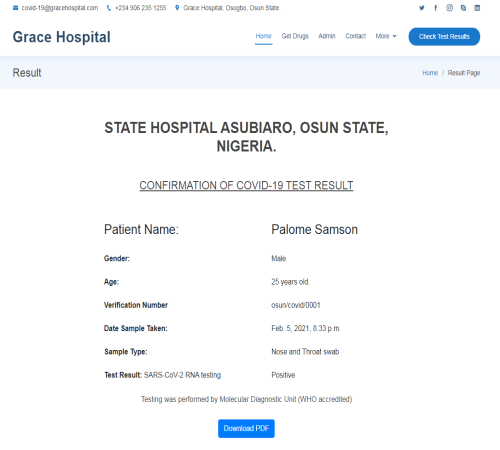 covid-19@gracehospital.com +234 906 235 1255 Grace Hospital, Osogbo, Osun State.
Grace Hospital Home Get Drugs Admin Contact More Check Test Results
Result Home / Result Page
STATE HOSPITAL ASUBIARO, OSUN STATE,
NIGERIA.
CONFIRMATION OF COVID-19 TEST RESULT
Patient Name: Palome Samson
Gender: Male
Age: 25 years old.
Verification Number osun/covid/0001
Date Sample Taken: Feb. 5, 2021, 8:33 p.m.
Sample Type: Nose and Throat swab
Test Result: SARS-CoV-2 RNA testing Positive
Testing was performed by Molecular Diagnostic Unit (WHO accredited)
Download PDF